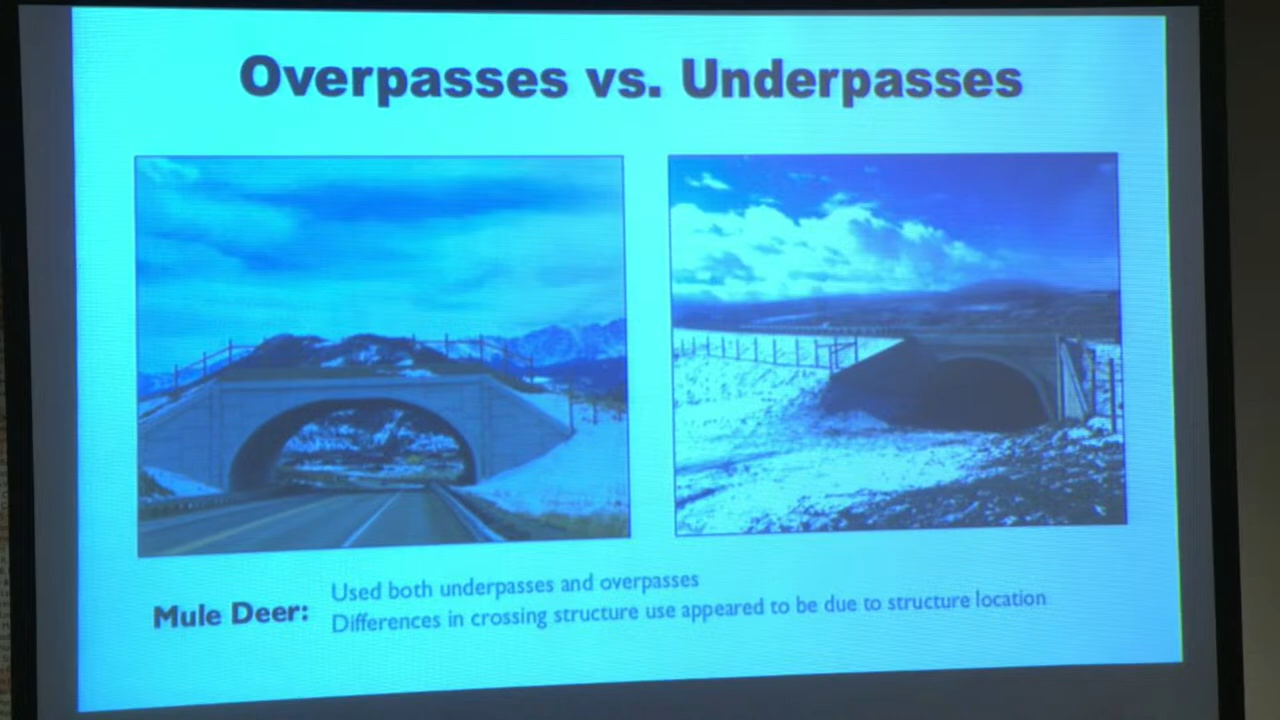 Overpasses vs. Underpasses
Used both underpasses and overpasses
Mule Deer:
Differences in crossing structure use appeared to be due to structure location